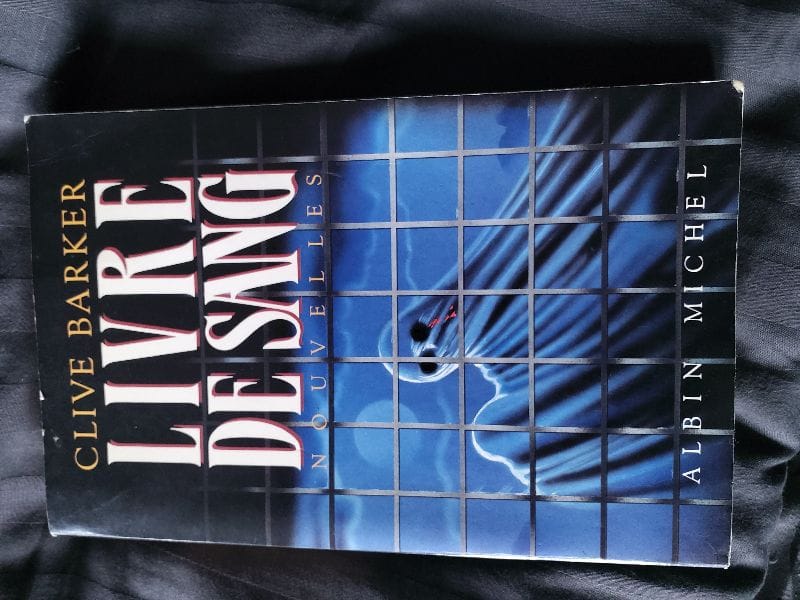 CLIVE BARKER
LIVRE
DE SANG
NOUVELLES
ALBIN MICHEL